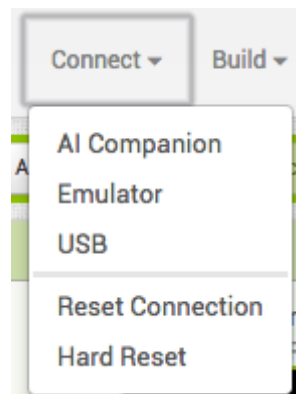 Connect Build
AI Companion
A
Emulator
USB
Reset Connection
Hard Reset